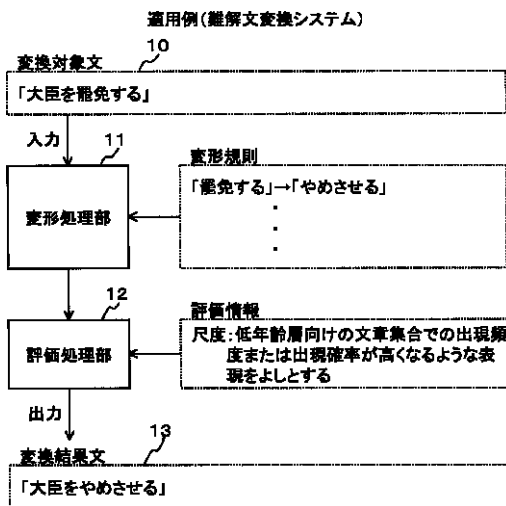 適用例(難解文変換システム)
10
変換対象文
「大臣を罷免する」
入力
11
変形規則
「罷免する」→「やめさせる」
・
・
・
変形処理部
12
評価情報
尺度:低年齢層向けの文章集合での出現頻
度または出現確率が高くなるような表
現をよしとする
評価処理部
出力
13
変換結果文
「大臣をやめさせる」